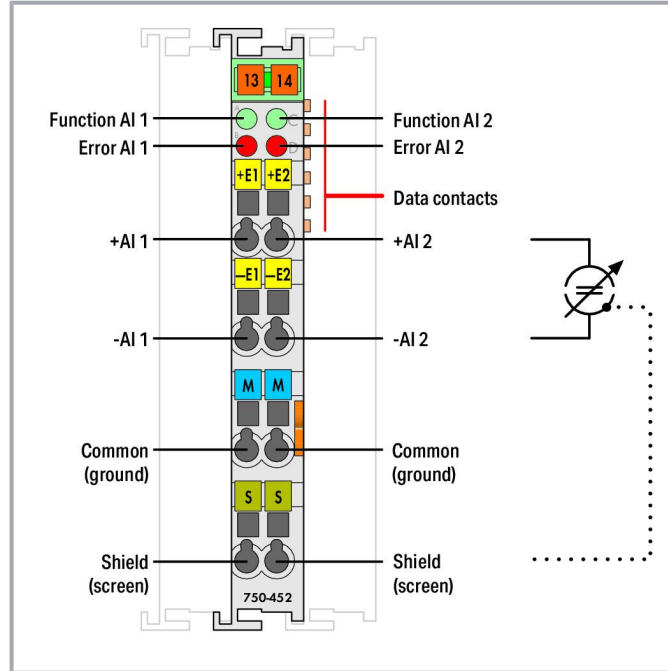 13 14
A C
Function AI 1 Function AI 2
B D
Error AI 1 Error AI 2
+E1 +E2
Data contacts
+AI 1 +AI 2
–E1 –E2
-AI 1 -AI 2
M M
Common Common
(ground) (ground)
S S
Shield Shield
(screen) (screen)
750-452